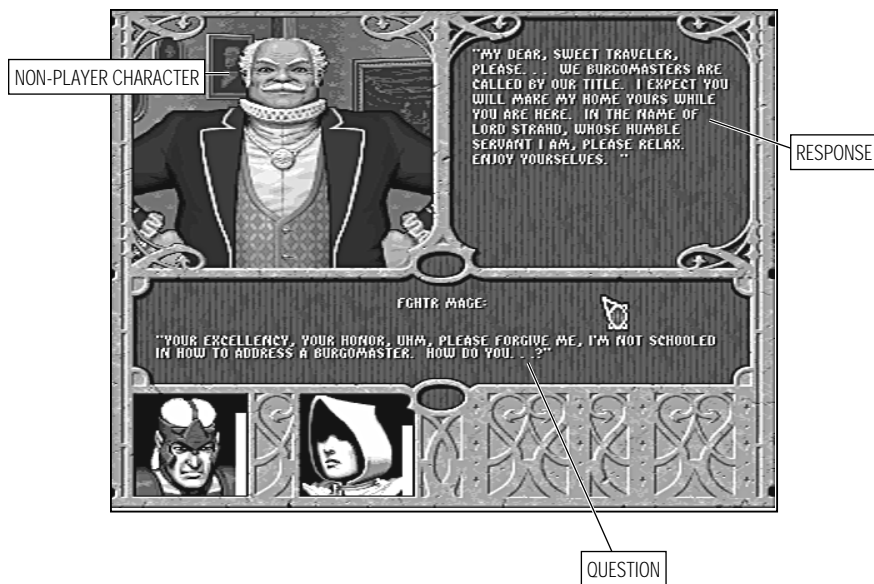 NON-PLAYER CHARACTER
"MY DEAR, SWEET TRAVELER,
PLEASE. . . WE BURGOMASTERS ARE
CALLED BY OUR TITLE. I EXPECT YOU
WILL MAKE MY HOME YOURS WHILE
YOU ARE HERE. IN THE NAME OF
LORD STRAHD, WHOSE HUMBLE
SERVANT I AM, PLEASE RELAX.
ENJOY YOURSELVES. "
RESPONSE
FGHTR MAGE:
"YOUR EXCELLENCY, YOUR HONOR, UHM, PLEASE FORGIVE ME, I'M NOT SCHOOLED
IN HOW TO ADDRESS A BURGOMASTER. HOW DO YOU. . .?"
QUESTION